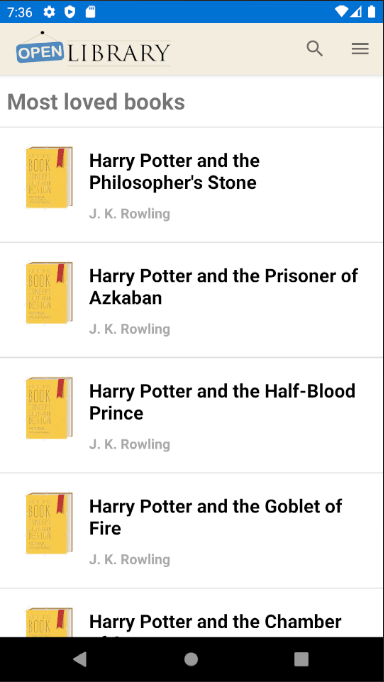 7:36
OPEN LIBRARY
Most loved books
Harry Potter and the
Philosopher's Stone
J. K. Rowling
Harry Potter and the Prisoner of
Azkaban
J. K. Rowling
Harry Potter and the Half-Blood
Prince
J. K. Rowling
Harry Potter and the Goblet of
Fire
J. K. Rowling
Harry Potter and the Chamber